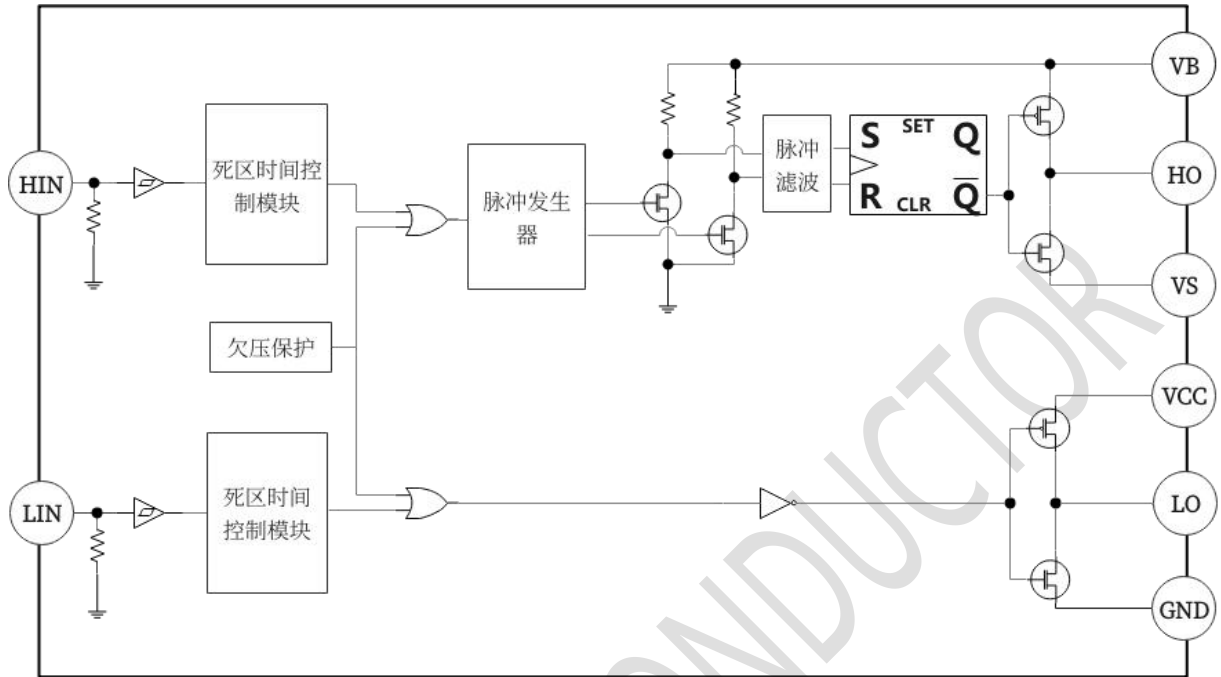 VB
HIN
死区时间控
制模块
脉冲发生
器
脉冲
滤波
S SET Q
R CLR Q
HO
VS
欠压保护
VCC
LIN
死区时间
控制模块
LO
GND
ONDUCTOR